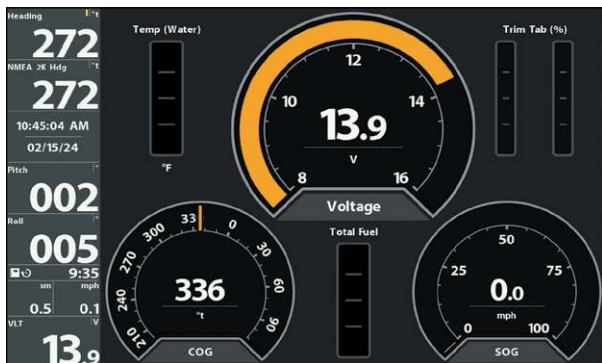 Heading °t
272
NMEA 2K Hdg °t
272
10:45:04 AM
02/15/24
Pitch °
002
Roll °
005
9:35
sm mph
0.5 0.1
VLT V
13.9
Temp (Water)
°F
8 10 12 14 16
13.9
V
Voltage
Trim Tab (%)
210 240 270 300 33 0 30 60 90
336
°t
COG
Total Fuel
0 25 50 75 100
0.0
mph
SOG